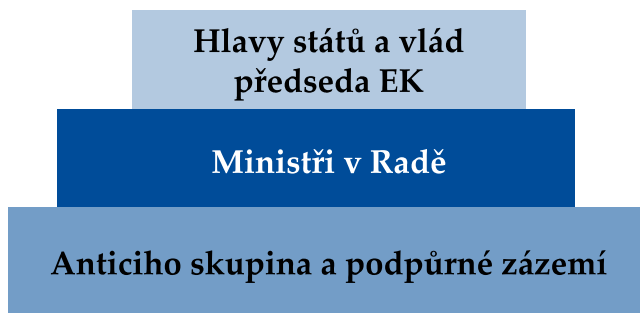 Hlavy států a vlád
předseda EK
Ministři v Radě
Anticiho skupina a podpůrné zázemí